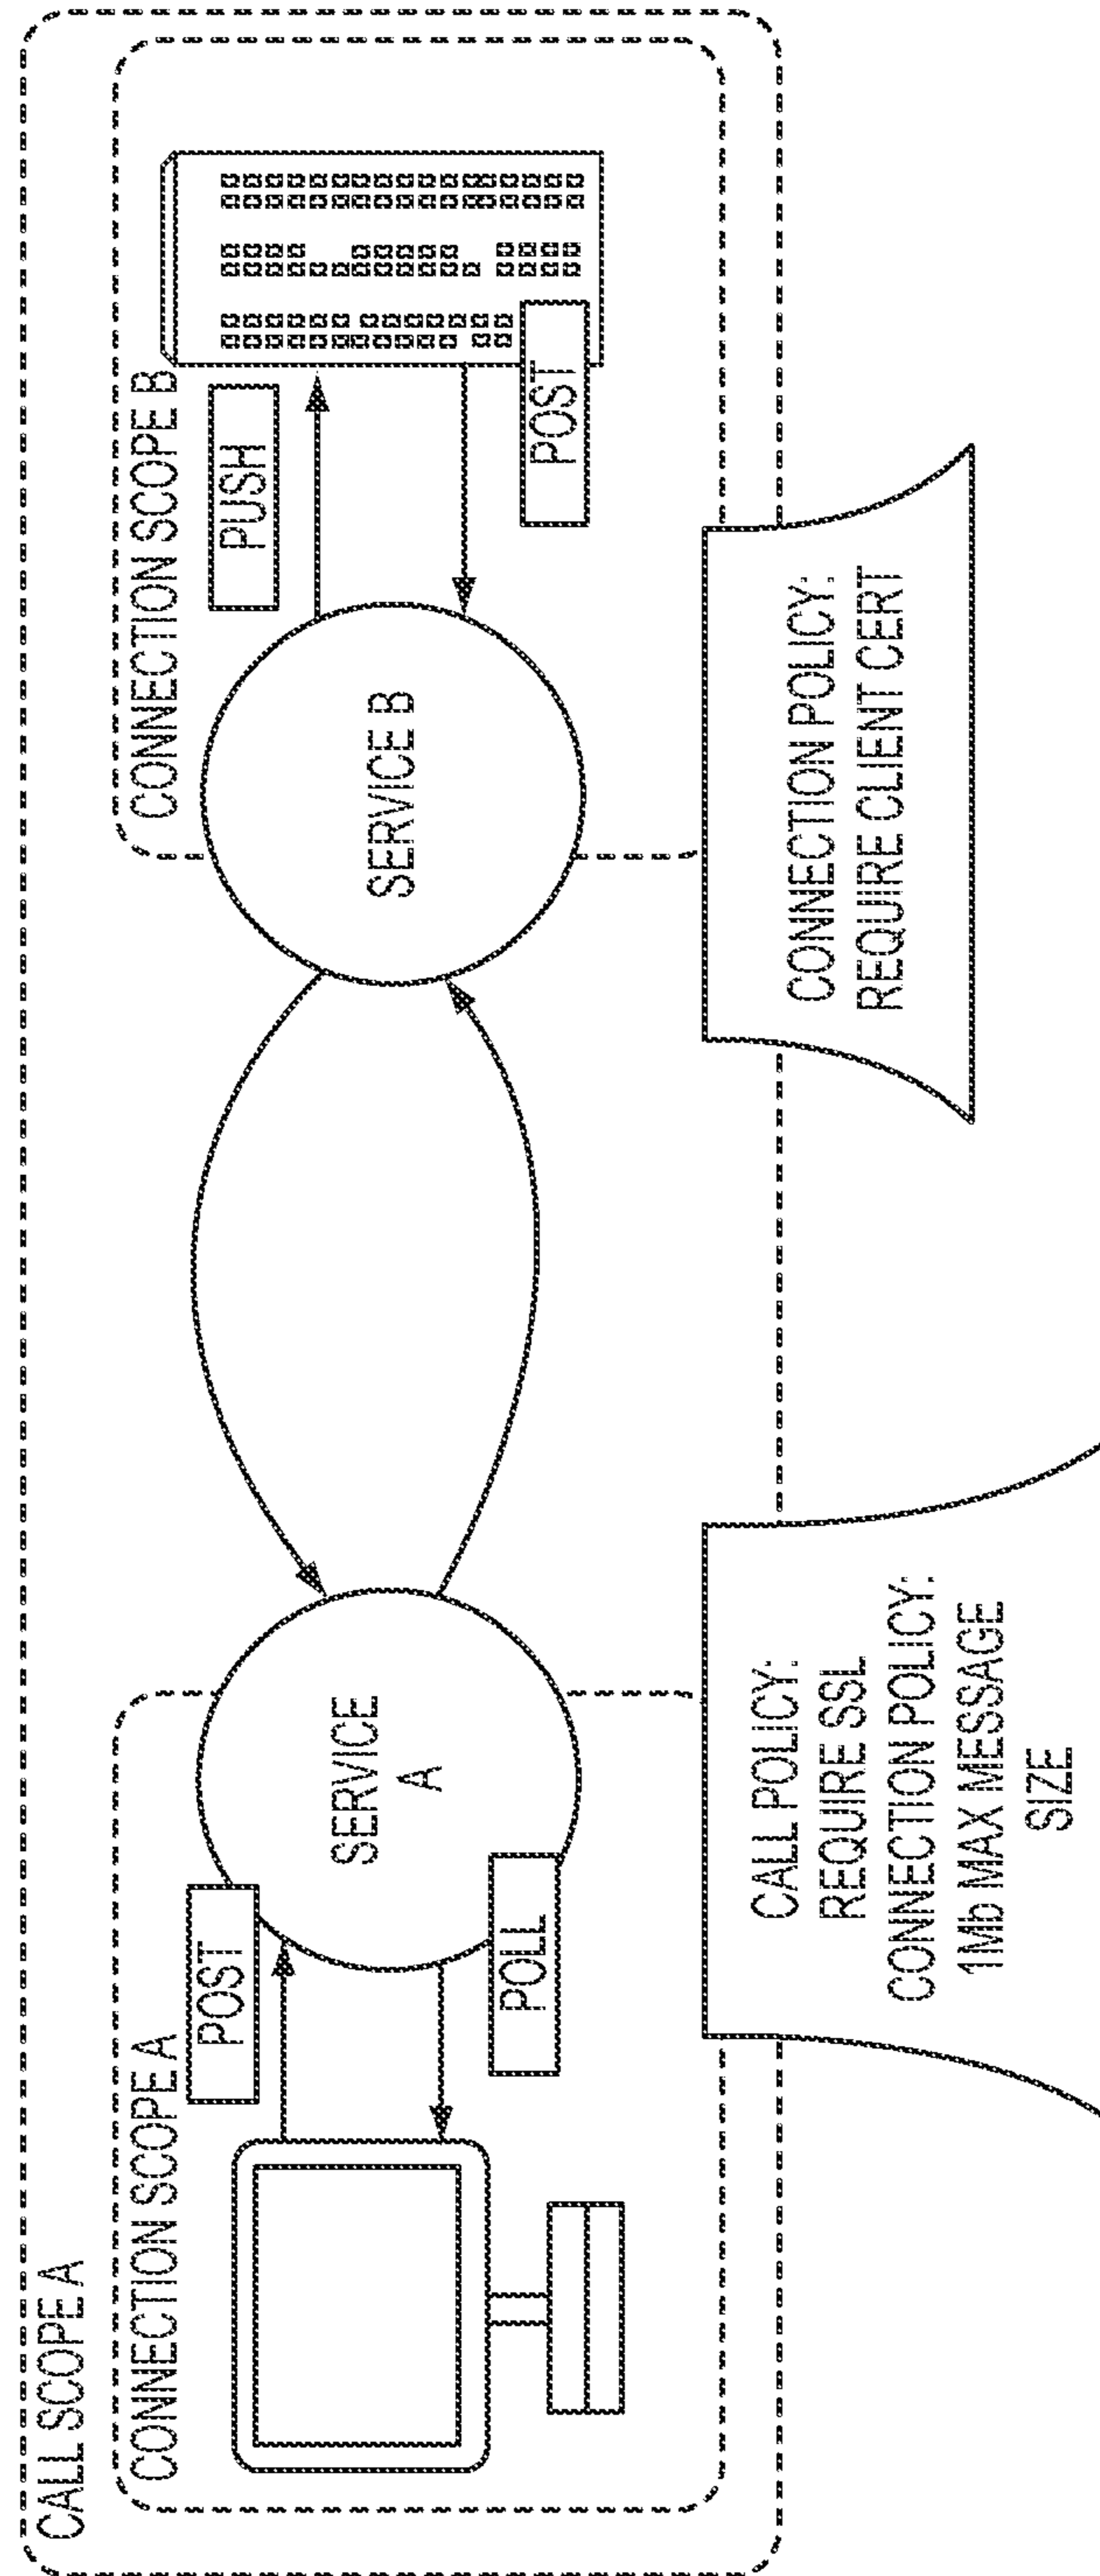 CALL SCOPE A
CONNECTION SCOPE A
POST
POLL
SERVICE
A
CONNECTION SCOPE B
SERVICE B
PUSH
POST
CALL POLICY:
REQUIRE SSL
CONNECTION POLICY:
1Mb MAX MESSAGE
SIZE
CONNECTION POLICY:
REQUIRE CLIENT CERT